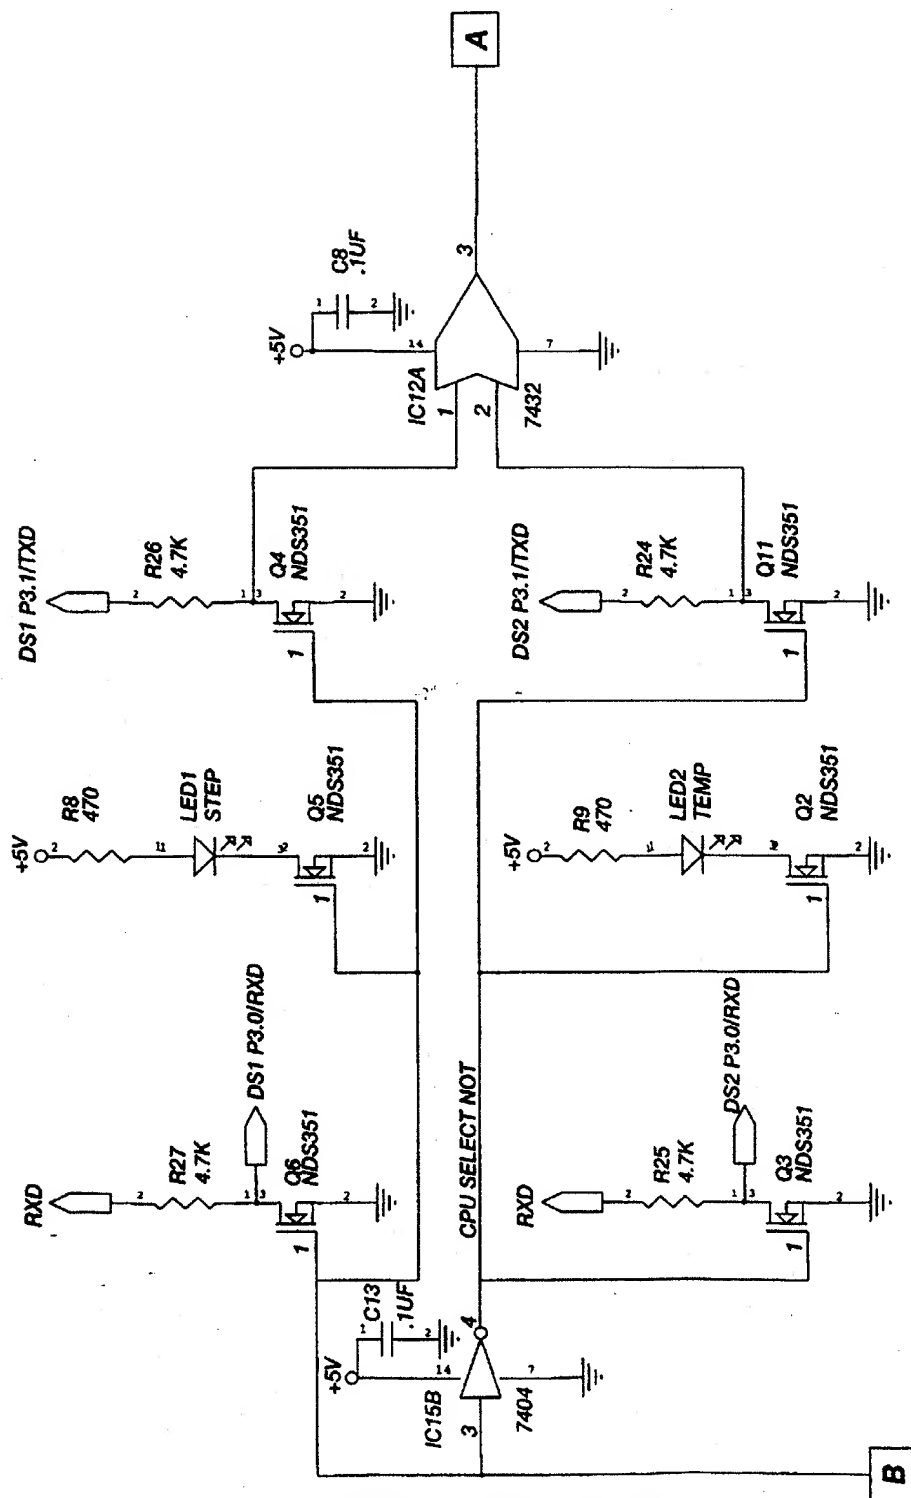 A
3
C8
.1UF
1
2
+5V
14
7
IC12A
1
2
7432
DS1 P3.1/TXD
2
R26
4.7K
1
3
Q4
NDS351
1
2
DS2 P3.1/TXD
2
R24
4.7K
1
3
Q11
NDS351
1
2
+5V
2
R8
470
1
1
LED1
STEP
Q5
NDS351
1
2
+5V
2
R9
470
1
LED2
TEMP
Q2
NDS351
1
2
RXD
2
R27
4.7K
1
3
DS1 P3.0/RXD
Q6
NDS351
1
2
CPU SELECT NOT
RXD
2
R25
4.7K
1
3
DS2 P3.0/RXD
Q3
NDS351
1
2
+5V
1
C13
.1UF
2
14
IC15B
3
4
7404
7
B